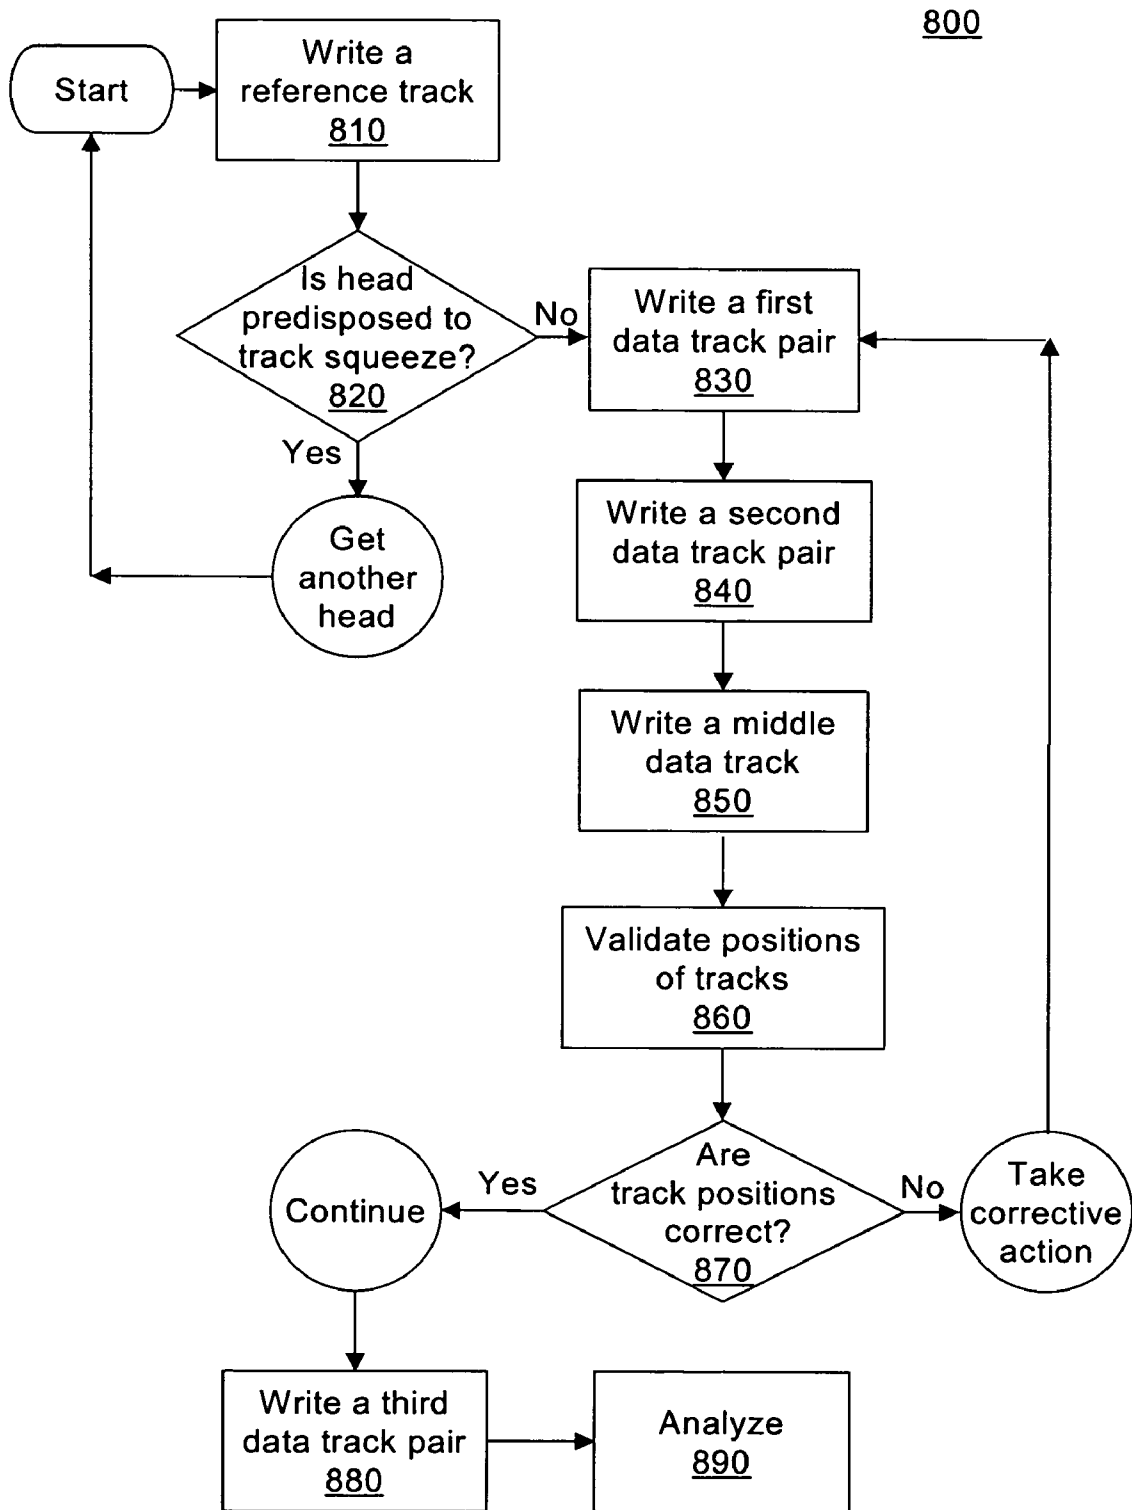 800
Start
Write a
reference track
810
Is head
predisposed to
track squeeze?
820
No
Yes
Get
another
head
Write a first
data track pair
830
Write a second
data track pair
840
Write a middle
data track
850
Validate positions
of tracks
860
Are
track positions
correct?
870
Yes
No
Take
corrective
action
Continue
Write a third
data track pair
880
Analyze
890